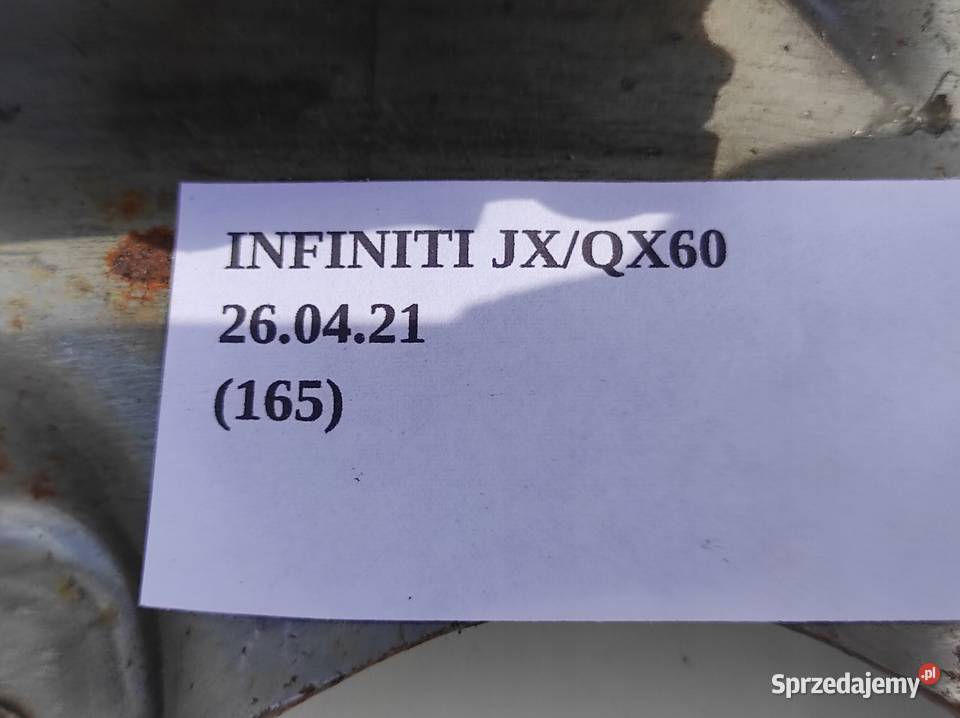 INFINITI JX/QX60
26.04.21
(165)
Sprzedajemy.pl